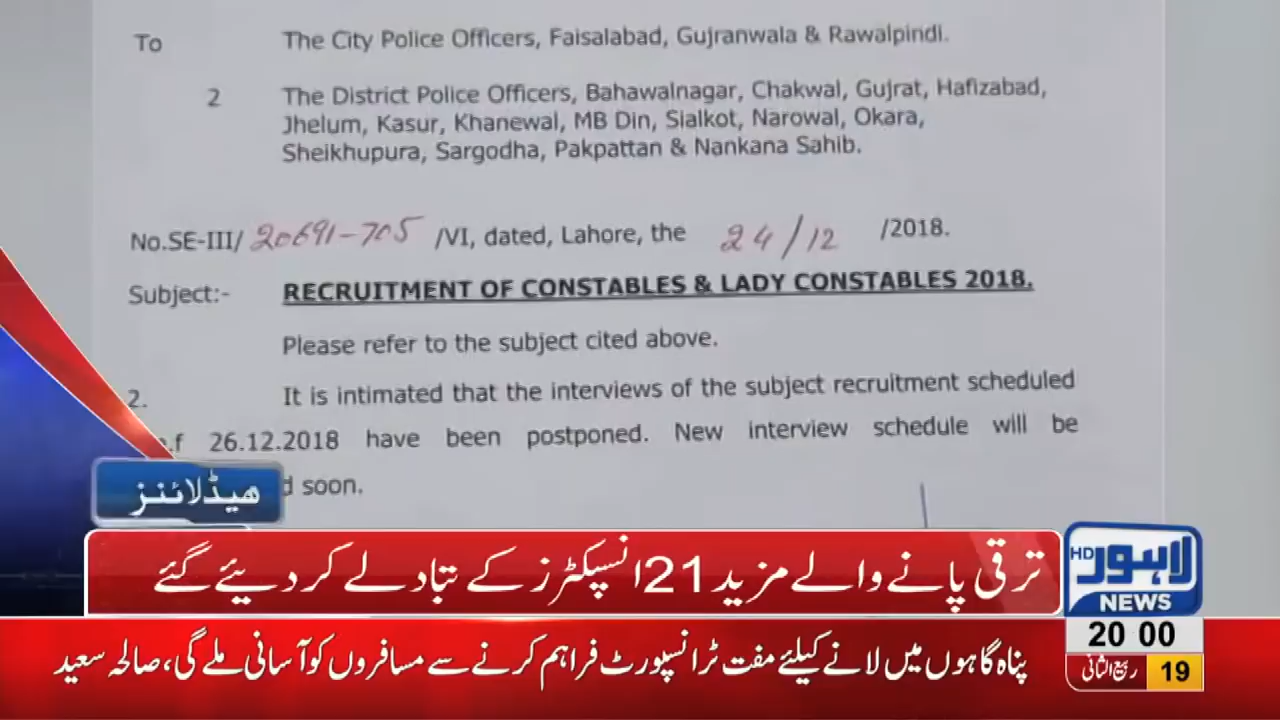 To The City Police Officers, Faisalabad, Gujranwala & Rawalpindi.
2 The District Police Officers, Bahawalnagar, Chakwal, Gujrat, Hafizabad,
Jhelum, Kasur, Khanewal, MB Din, Sialkot, Narowal, Okara,
Sheikhupura, Sargodha, Pakpattan & Nankana Sahib.
No.SE-III/ 20691-705 /VI, dated, Lahore, the 24/12 /2018.
Subject:- RECRUITMENT OF CONSTABLES & LADY CONSTABLES 2018.
Please refer to the subject cited above.
2. It is intimated that the interviews of the subject recruitment scheduled
.f 26.12.2018 have been postponed. New interview schedule will be
d soon.
ہیڈلائنز
ترقی پانے والے مزید 21 انسپکٹرز کے تبادلے کر دیئے گئے
HD لاہور
NEWS
20 00
پناہ گاہوں میں لانے کیلئے مفت ٹرانسپورٹ فراہم کرنے سے مسافروں کو آسانی ملے گی، صالحہ سعید
19 ربیع الثانی